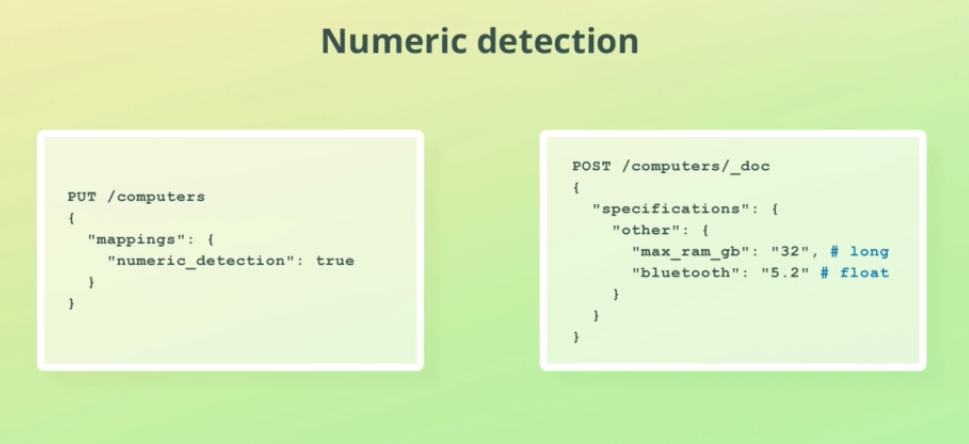 Numeric detection
PUT /computers
{
  "mappings": {
    "numeric_detection": true
  }
}
POST /computers/_doc
{
  "specifications": {
    "other": {
      "max_ram_gb": "32", # long
      "bluetooth": "5.2" # float
    }
  }
}